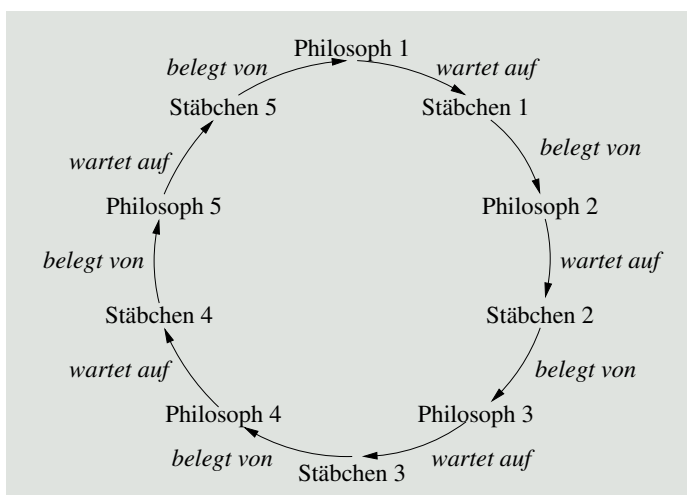 Philosoph 1
wartet auf
Stäbchen 1
belegt von
Philosoph 2
wartet auf
Stäbchen 2
belegt von
Philosoph 3
wartet auf
Stäbchen 3
belegt von
Philosoph 4
wartet auf
Stäbchen 4
belegt von
Philosoph 5
wartet auf
Stäbchen 5
belegt von